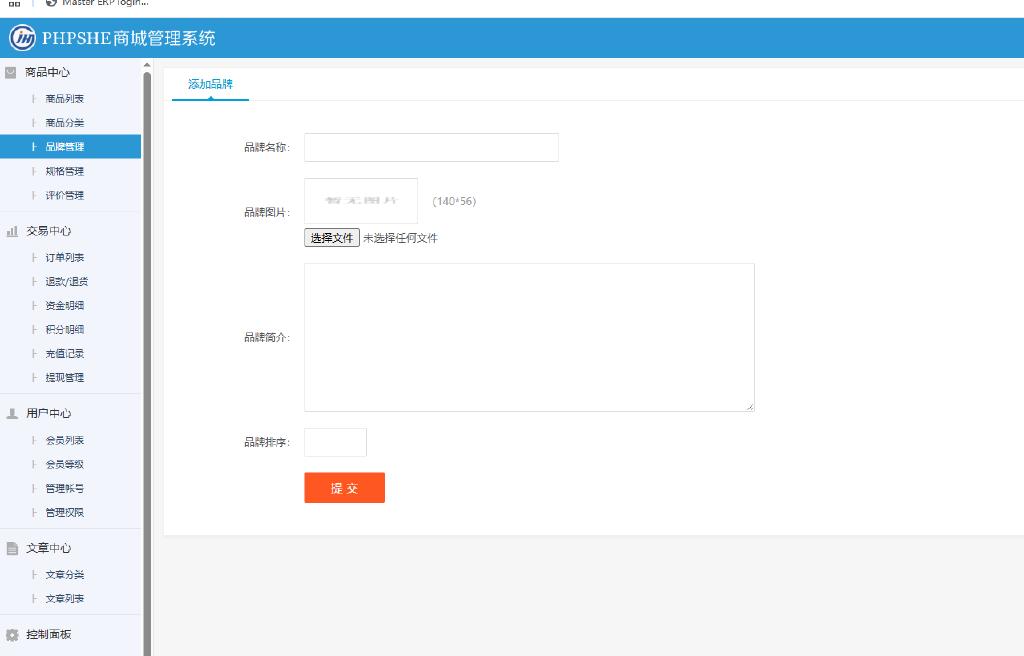 Master ERP login...
PHPSHE商城管理系统
商品中心
商品列表
商品分类
品牌管理
规格管理
评价管理
交易中心
订单列表
退款/退货
资金明细
积分明细
充值记录
提现管理
用户中心
会员列表
会员等级
管理帐号
管理权限
文章中心
文章分类
文章列表
控制面板
添加品牌
品牌名称:
品牌图片:
暂无图片
(140*56)
选择文件 未选择任何文件
品牌简介:
品牌排序:
提 交